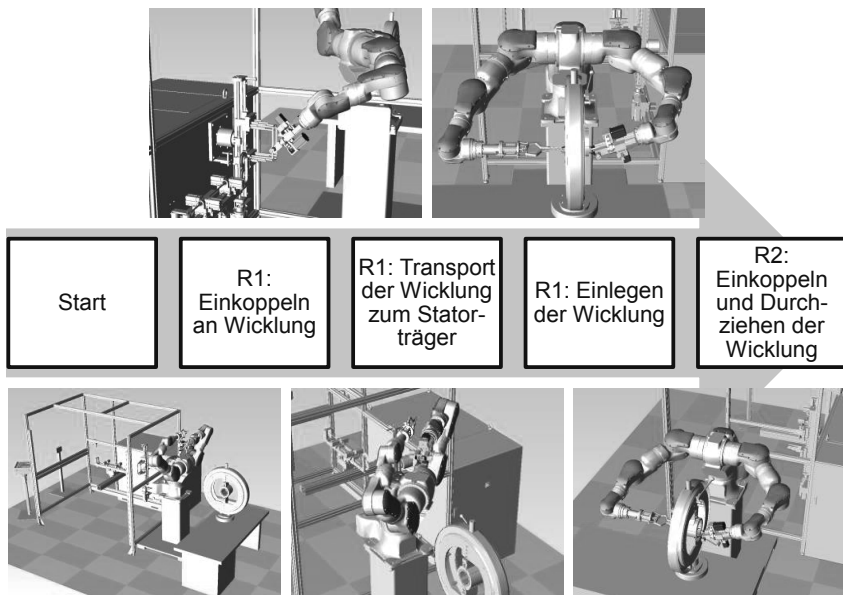 Start
R1:
Einkoppeln
an Wicklung
R1: Transport
der Wicklung
zum Stator-
träger
R1: Einlegen
der Wicklung
R2:
Einkoppeln
und Durch-
ziehen der
Wicklung